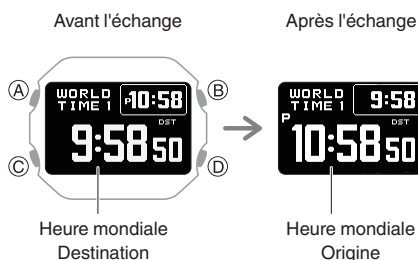 Avant l'échange
Après l'échange
A
B
C
D
WORLD
TIME 1
P10:58
DST
9:58 50
WORLD
TIME 1
9:58
DST
P
10:58 50
Heure mondiale
Destination
Heure mondiale
Origine